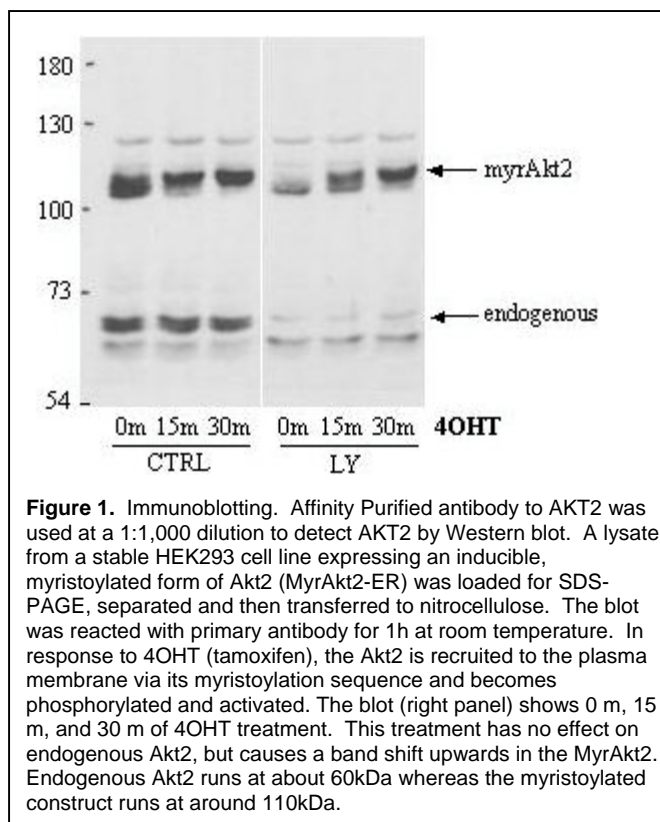 180 -
130 -
myrAkt2
100 -
73 -
endogenous
54 -
0m 15m 30m 0m 15m 30m 4OHT
CTRL LY
Figure 1. Immunoblotting. Affinity Purified antibody to AKT2 was
used at a 1:1,000 dilution to detect AKT2 by Western blot. A lysate
from a stable HEK293 cell line expressing an inducible,
myristoylated form of Akt2 (MyrAkt2-ER) was loaded for SDS-
PAGE, separated and then transferred to nitrocellulose. The blot
was reacted with primary antibody for 1h at room temperature. In
response to 4OHT (tamoxifen), the Akt2 is recruited to the plasma
membrane via its myristoylation sequence and becomes
phosphorylated and activated. The blot (right panel) shows 0 m, 15
m, and 30 m of 4OHT treatment. This treatment has no effect on
endogenous Akt2, but causes a band shift upwards in the MyrAkt2.
Endogenous Akt2 runs at about 60kDa whereas the myristoylated
construct runs at around 110kDa.